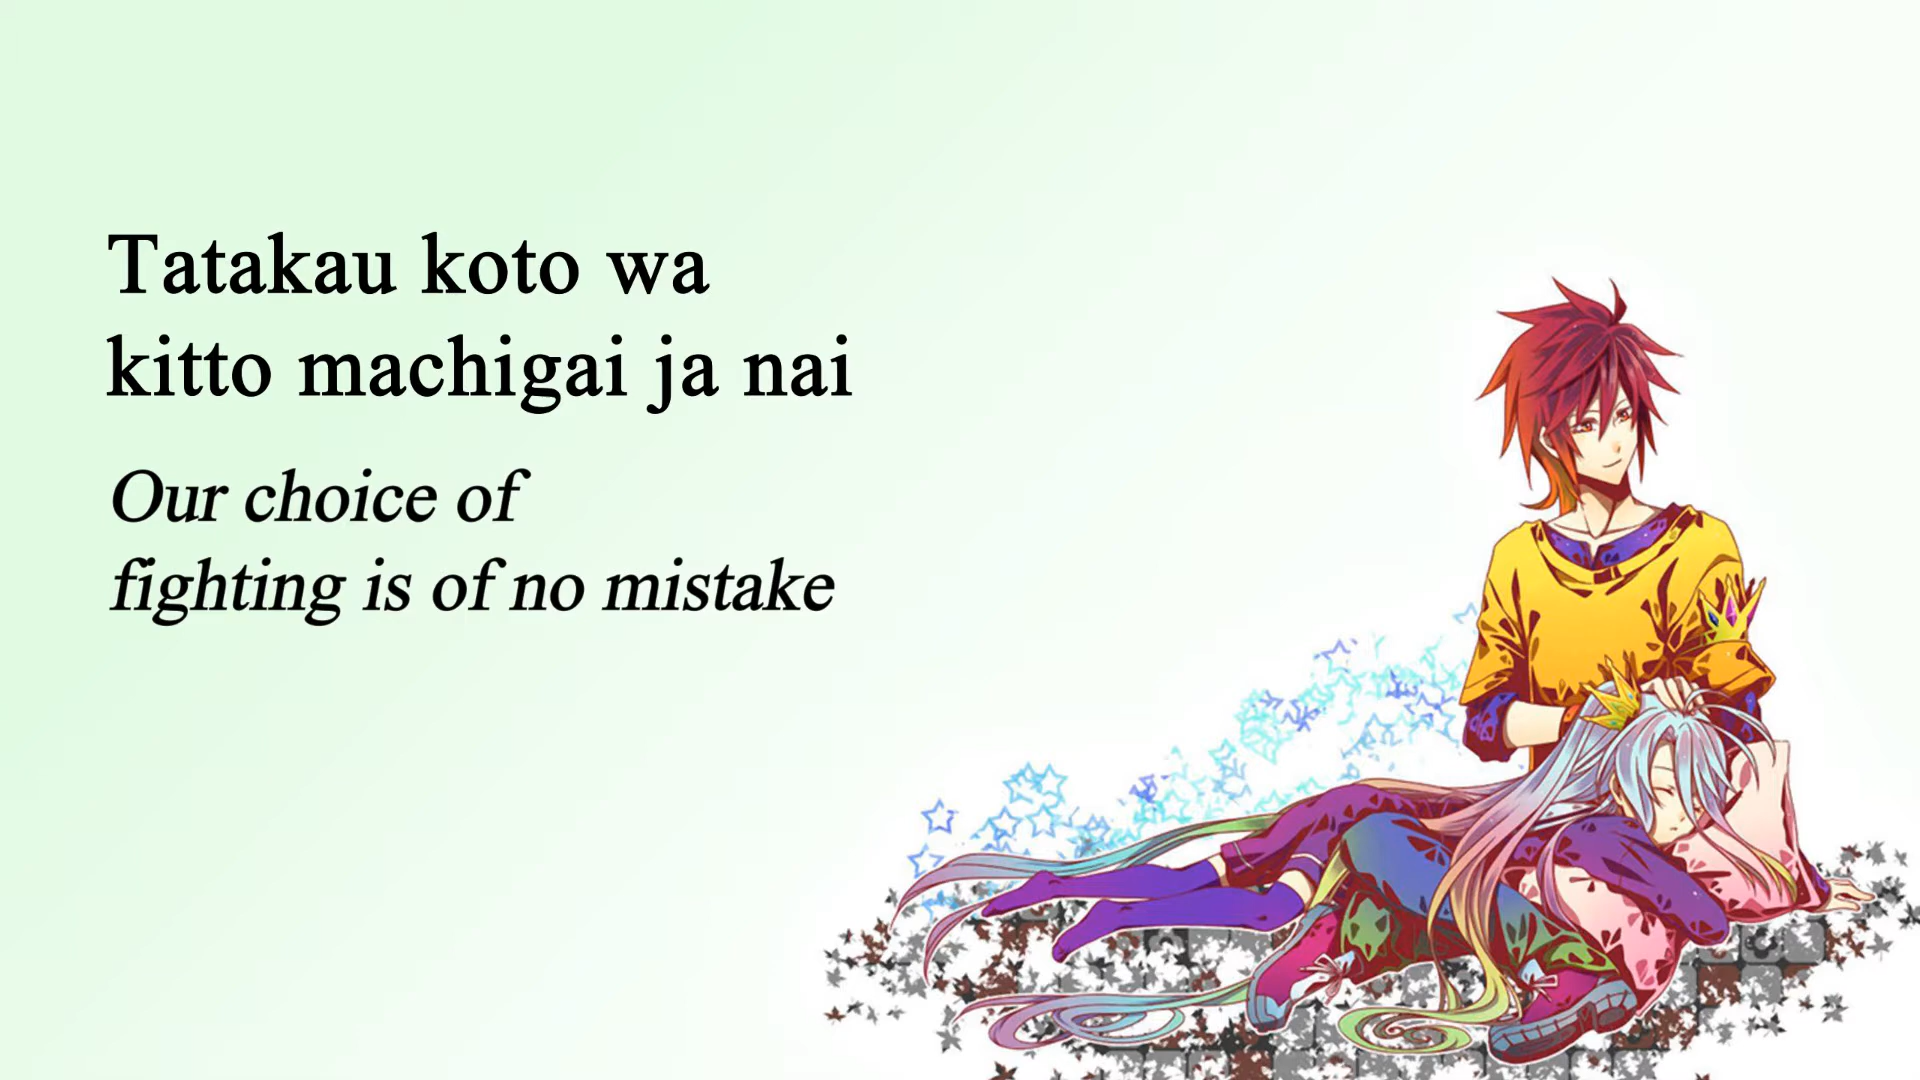 Tatakau koto wa
kitto machigai ja nai
Our choice of
fighting is of no mistake